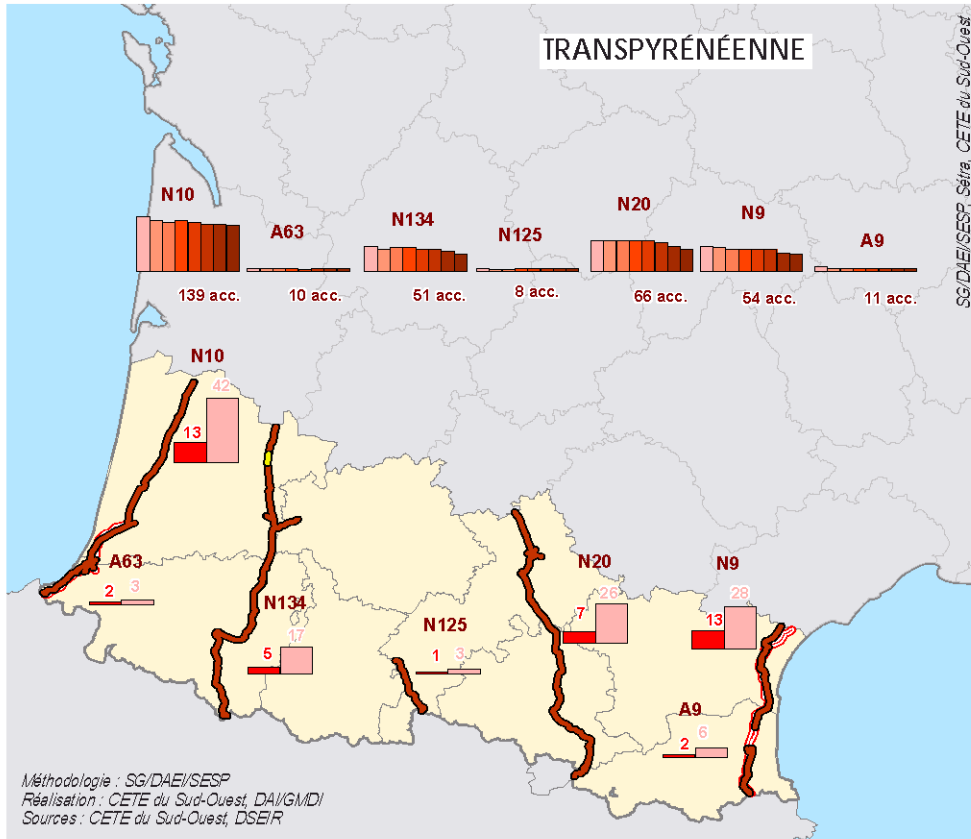 TRANSPYRÉNÉENNE
SG/DAEI/SESP, Sétra, CETE du Sud-Ouest
N10
A63
N134
N125
N20
N9
A9
139 acc.
10 acc.
51 acc.
8 acc.
66 acc.
54 acc.
11 acc.
N10
42
13
A63
2
3
N134
5
17
N125
1
3
N20
7
26
N9
13
28
A9
2
6
Méthodologie : SG/DAEI/SESP
Réalisation : CETE du Sud-Ouest, DAI/GMDI
Sources : CETE du Sud-Ouest, DSEIR